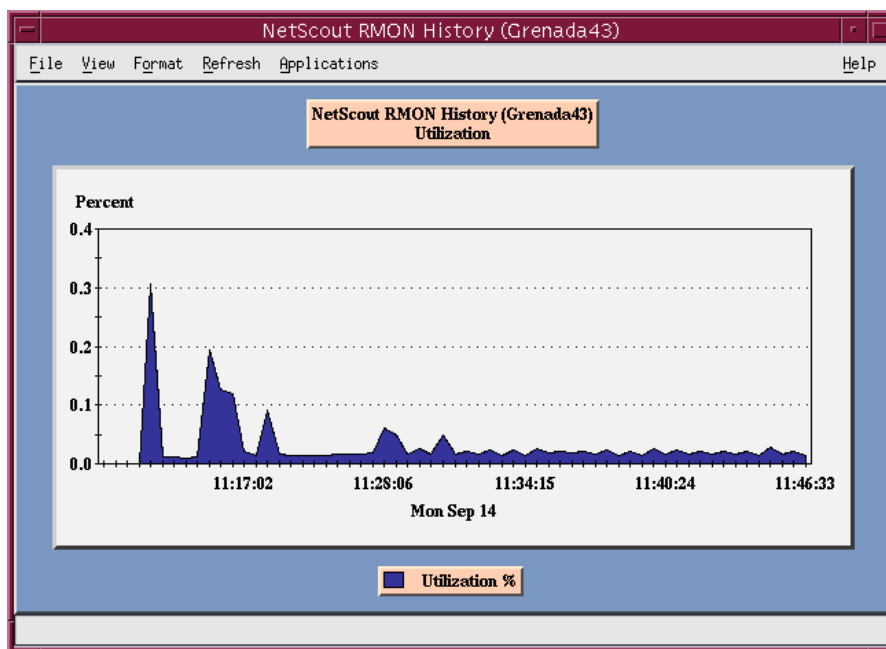 NetScout RMON History (Grenada43)
File View Format Refresh Applications Help
NetScout RMON History (Grenada43)
Utilization
Percent
0.4
0.3
0.2
0.1
0.0
11:17:02 11:28:06 11:34:15 11:40:24 11:46:33
Mon Sep 14
Utilization %